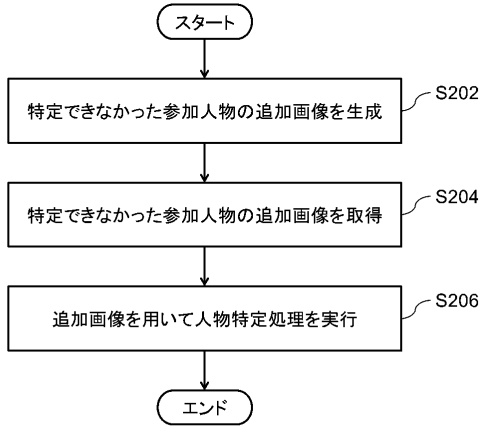 スタート
特定できなかった参加人物の追加画像を生成
S202
特定できなかった参加人物の追加画像を取得
S204
追加画像を用いて人物特定処理を実行
S206
エンド